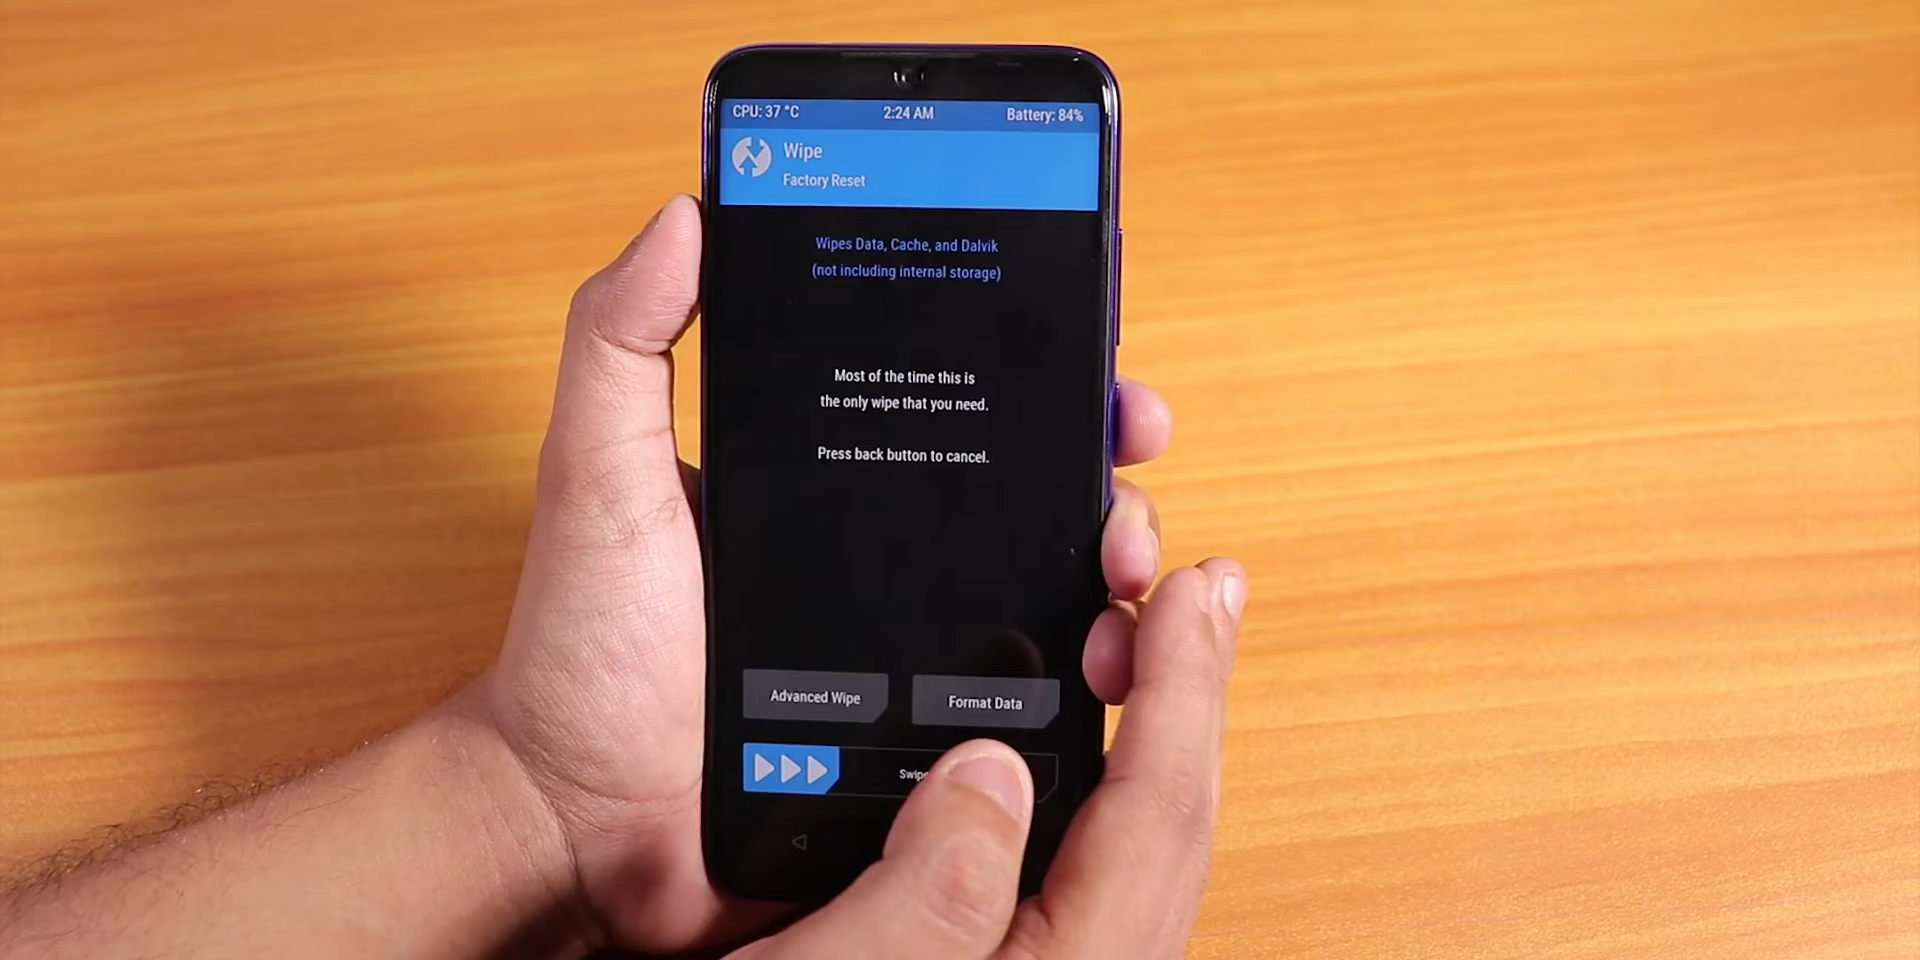 CPU: 37 °C 2:24 AM Battery: 84%
Wipe
Factory Reset
Wipes Data, Cache, and Dalvik
(not including internal storage)
Most of the time this is
the only wipe that you need.
Press back button to cancel.
Advanced Wipe Format Data